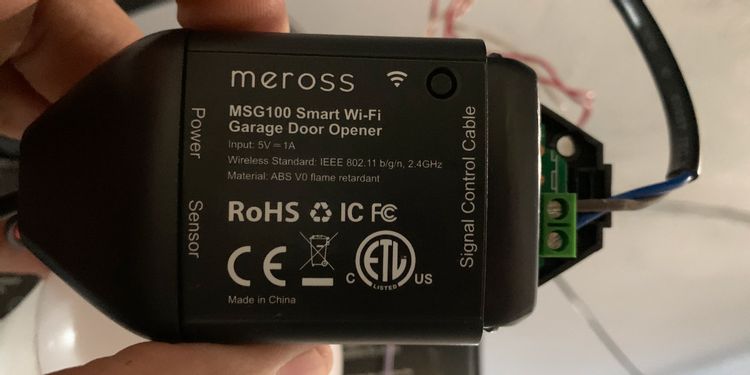 meross
MSG100 Smart Wi-Fi
Garage Door Opener
Input: 5V⎓1A
Wireless Standard: IEEE 802.11 b/g/n, 2.4GHz
Material: ABS V0 flame retardant
RoHS IC FC
CE C ETL US
LISTED
Made in China
Power
Sensor
Signal Control Cable